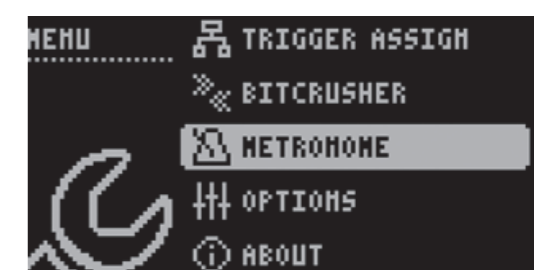 MENU
TRIGGER ASSIGN
BITCRUSHER
METRONOME
OPTIONS
ABOUT